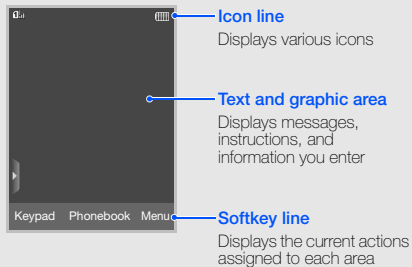 Icon line
Displays various icons
Text and graphic area
Displays messages,
instructions, and
information you enter
Keypad Phonebook Menu
Softkey line
Displays the current actions
assigned to each area